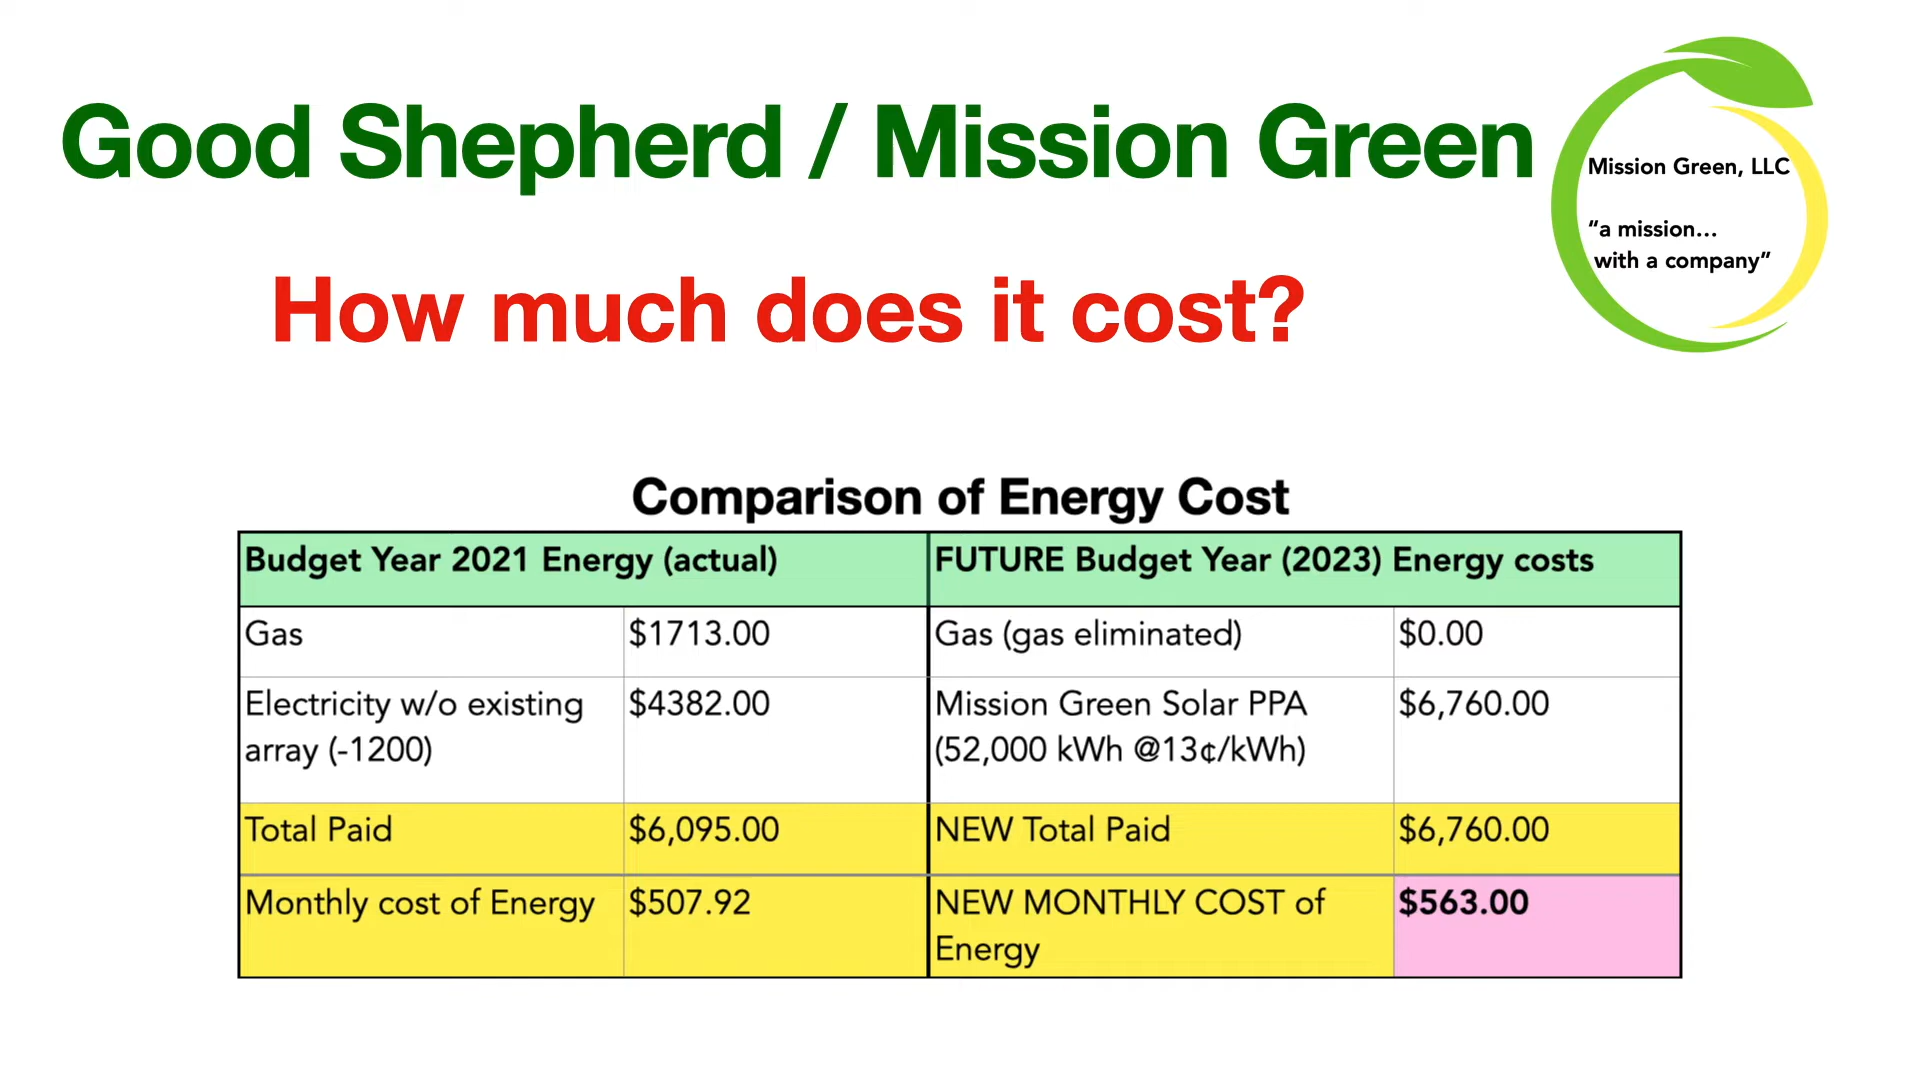 Good Shepherd / Mission Green
Mission Green, LLC
“a mission…
with a company”
How much does it cost?
Comparison of Energy Cost
Budget Year 2021 Energy (actual) FUTURE Budget Year (2023) Energy costs
Gas $1713.00 Gas (gas eliminated) $0.00
Electricity w/o existing $4382.00 Mission Green Solar PPA $6,760.00
array (-1200) (52,000 kWh @13¢/kWh)
Total Paid $6,095.00 NEW Total Paid $6,760.00
Monthly cost of Energy $507.92 NEW MONTHLY COST of $563.00
Energy